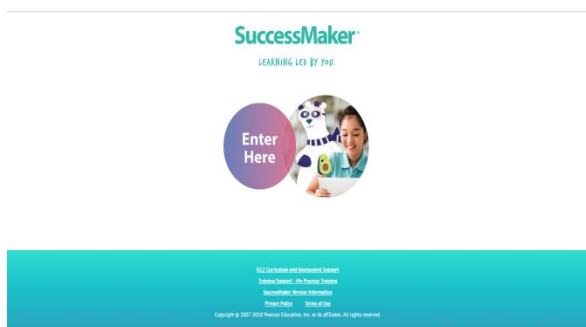 SuccessMaker
LEARNING LED BY YOU.
Enter
Here
K12 Curriculum and Assessment Support
Training Support - My Pearson Training
SuccessMaker Version Information
Privacy Policy Terms of Use
Copyright © 2007-2018 Pearson Education, Inc. or its affiliates. All rights reserved.